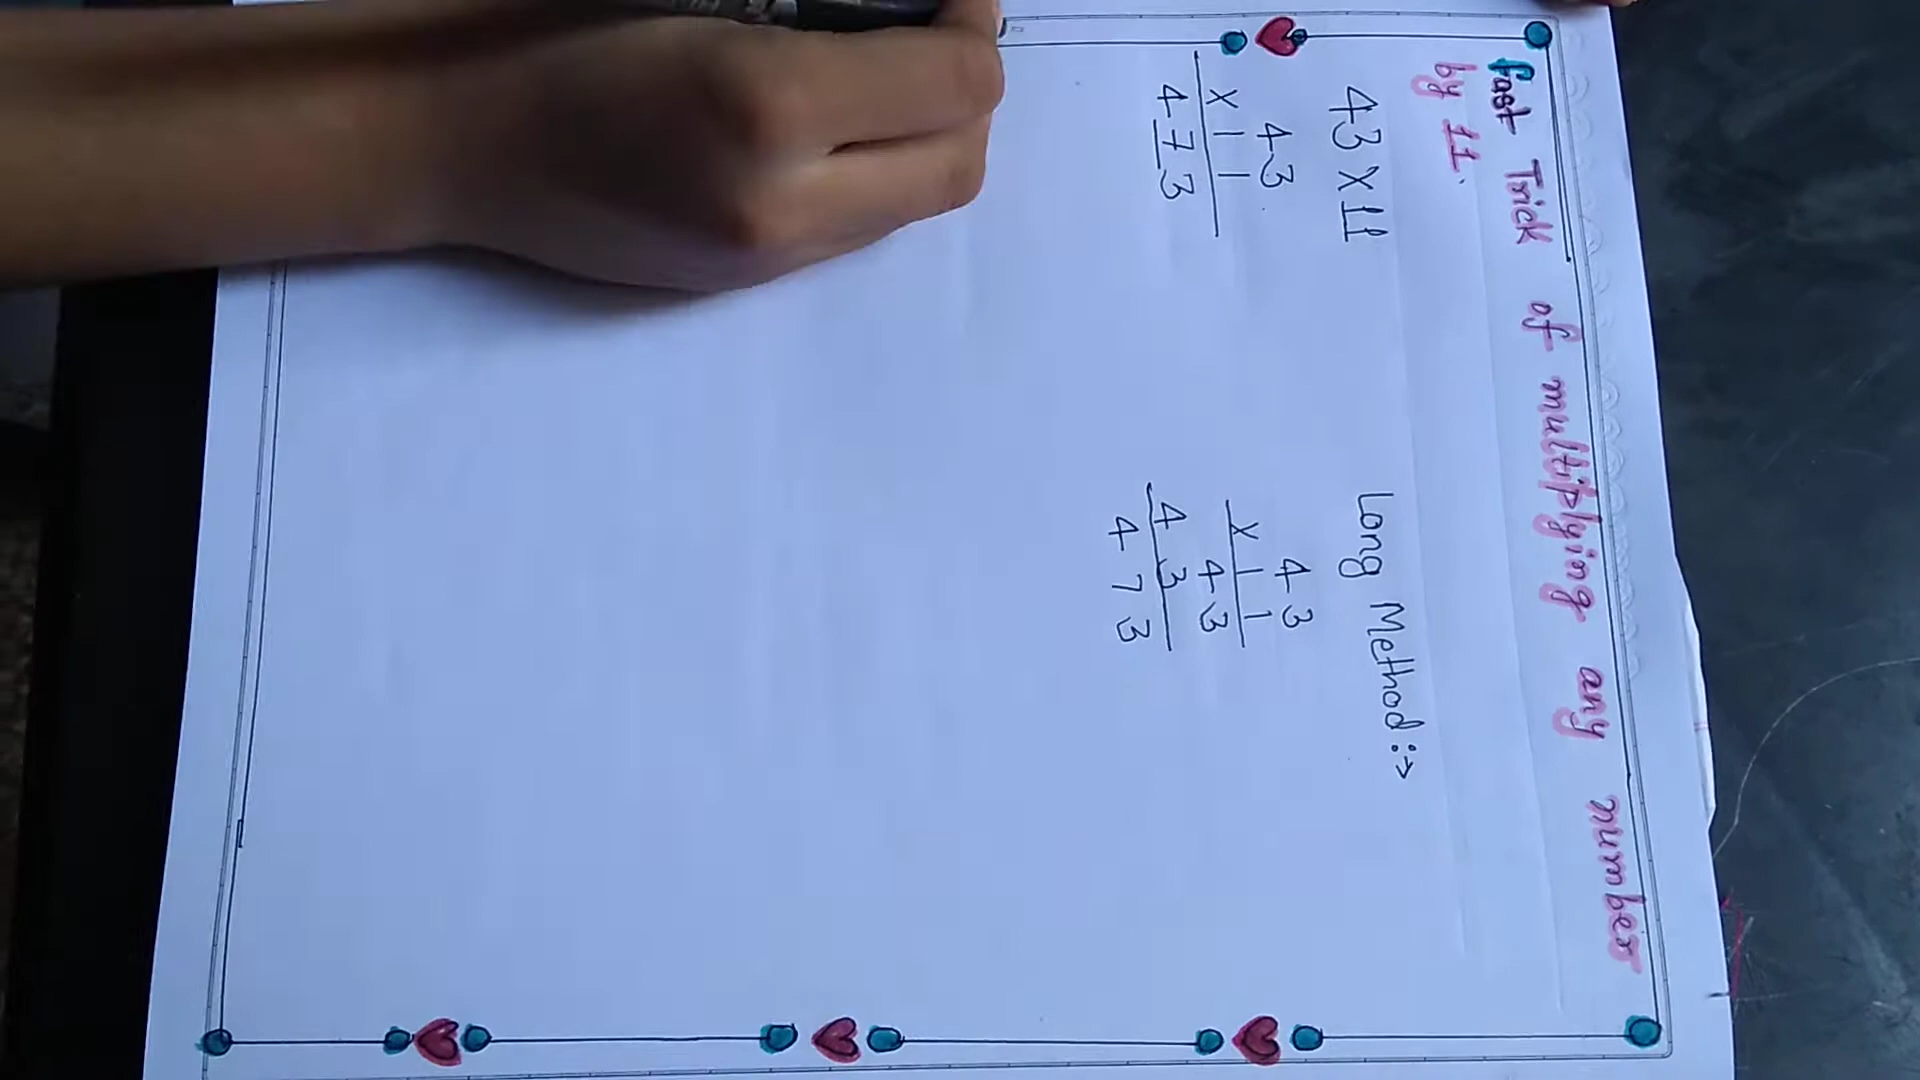 Fast Trick of multiplying any number
by 11.
43 x 11
43
x 11
473
Long Method :->
43
x 11
43
43
473